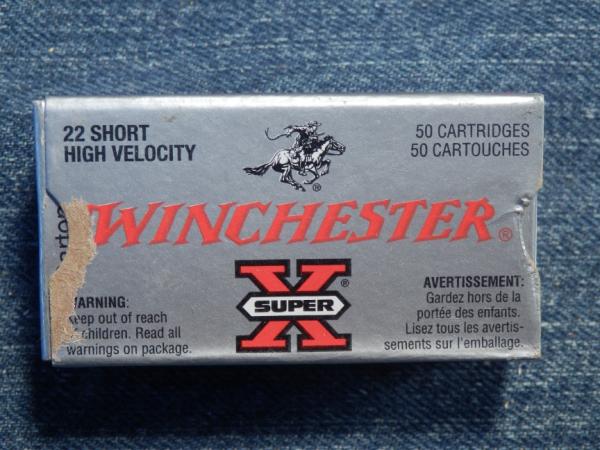 22 SHORT
HIGH VELOCITY
50 CARTRIDGES
50 CARTOUCHES
WINCHESTER®
X®
SUPER
out of reach
children. Read all
warnings on package.
AVERTISSEMENT:
Gardez hors de la
portée des enfants.
Lisez tous les avertis-
sements sur l'emballage.